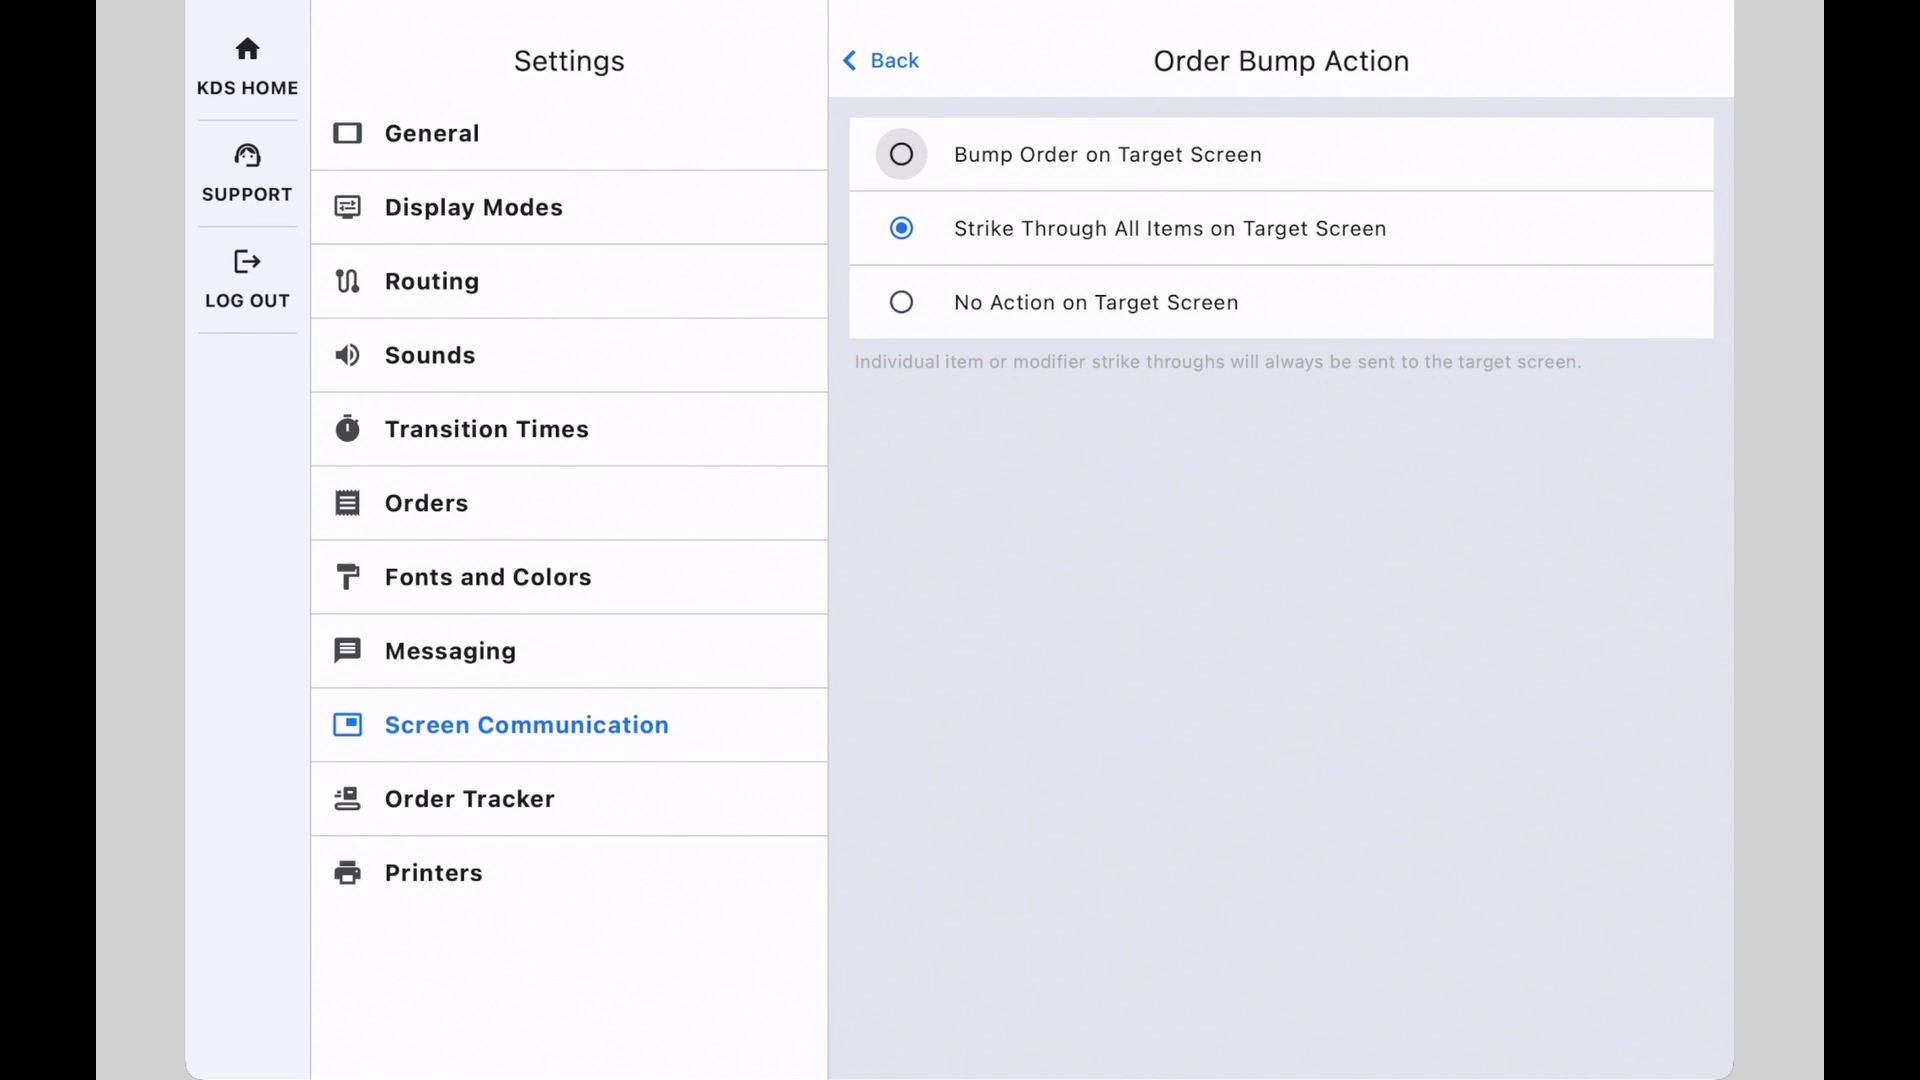 KDS HOME
SUPPORT
LOG OUT
Settings
General
Display Modes
Routing
Sounds
Transition Times
Orders
Fonts and Colors
Messaging
Screen Communication
Order Tracker
Printers
Back
Order Bump Action
Bump Order on Target Screen
Strike Through All Items on Target Screen
No Action on Target Screen
Individual item or modifier strike throughs will always be sent to the target screen.